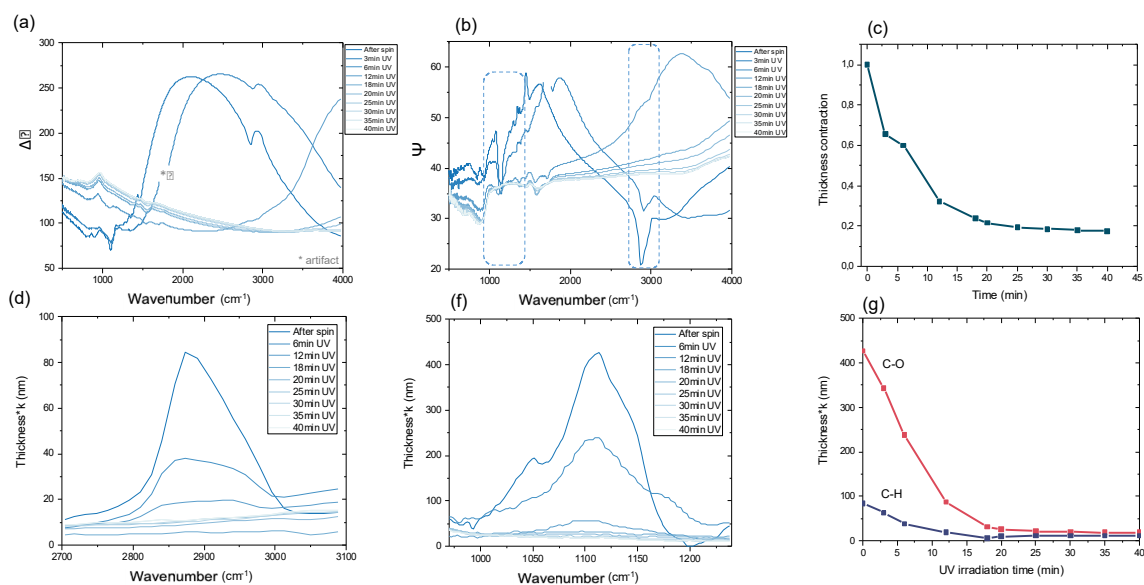 (a)
300
250
200
150
100
50
Δ
1000 2000 3000 4000
Wavenumber (cm⁻¹)
*
* artifact
After spin
3min UV
6min UV
12min UV
18min UV
20min UV
25min UV
30min UV
35min UV
40min UV
(b)
60
50
40
30
20
Ψ
1000 2000 3000 4000
Wavenumber (cm⁻¹)
After spin
3min UV
6min UV
12min UV
18min UV
20min UV
25min UV
30min UV
35min UV
40min UV
(c)
1,0
0,8
0,6
0,4
0,2
0,0
Thickness contraction
0 5 10 15 20 25 30 35 40 45
Time (min)
(d)
100
80
60
40
20
0
Thickness*k (nm)
2700 2800 2900 3000 3100
Wavenumber (cm⁻¹)
After spin
6min UV
12min UV
18min UV
20min UV
25min UV
30min UV
35min UV
40min UV
(f)
500
400
300
200
100
0
Thickness*k (nm)
1000 1050 1100 1150 1200
Wavenumber (cm⁻¹)
After spin
6min UV
12min UV
18min UV
20min UV
25min UV
30min UV
35min UV
40min UV
(g)
500
400
300
200
100
50
0
Thickness*k (nm)
C-O
C-H
0 5 10 15 20 25 30 35 40
UV irradiation time (min)